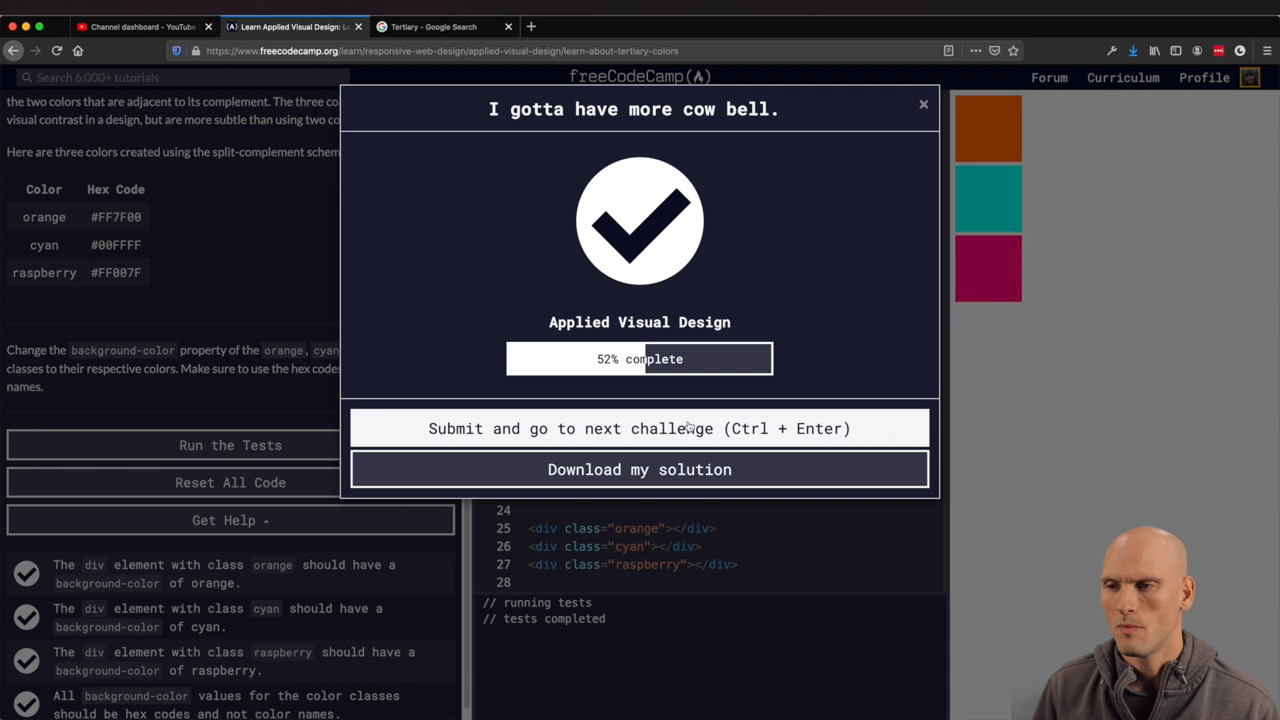 Channel dashboard - YouTube
Learn Applied Visual Design: Le
Tertiary - Google Search
https://www.freecodecamp.org/learn/responsive-web-design/applied-visual-design/learn-about-tertiary-colors
Search 6,000+ tutorials
freeCodeCamp
Forum
Curriculum
Profile
the two colors that are adjacent to its complement. The three co
visual contrast in a design, but are more subtle than using two co
Here are three colors created using the split-complement schem
Color Hex Code
orange #FF7F00
cyan #00FFFF
raspberry #FF007F
Change the background-color property of the orange, cyan
classes to their respective colors. Make sure to use the hex codes
names.
Run the Tests
Reset All Code
Get Help
The div element with class orange should have a
background-color of orange.
The div element with class cyan should have a
background-color of cyan.
The div element with class raspberry should have a
background-color of raspberry.
All background-color values for the color classes
should be hex codes and not color names.
I gotta have more cow bell.
Applied Visual Design
52% complete
Submit and go to next challenge (Ctrl + Enter)
Download my solution
24
25 <div class="orange"></div>
26 <div class="cyan"></div>
27 <div class="raspberry"></div>
28
// running tests
// tests completed